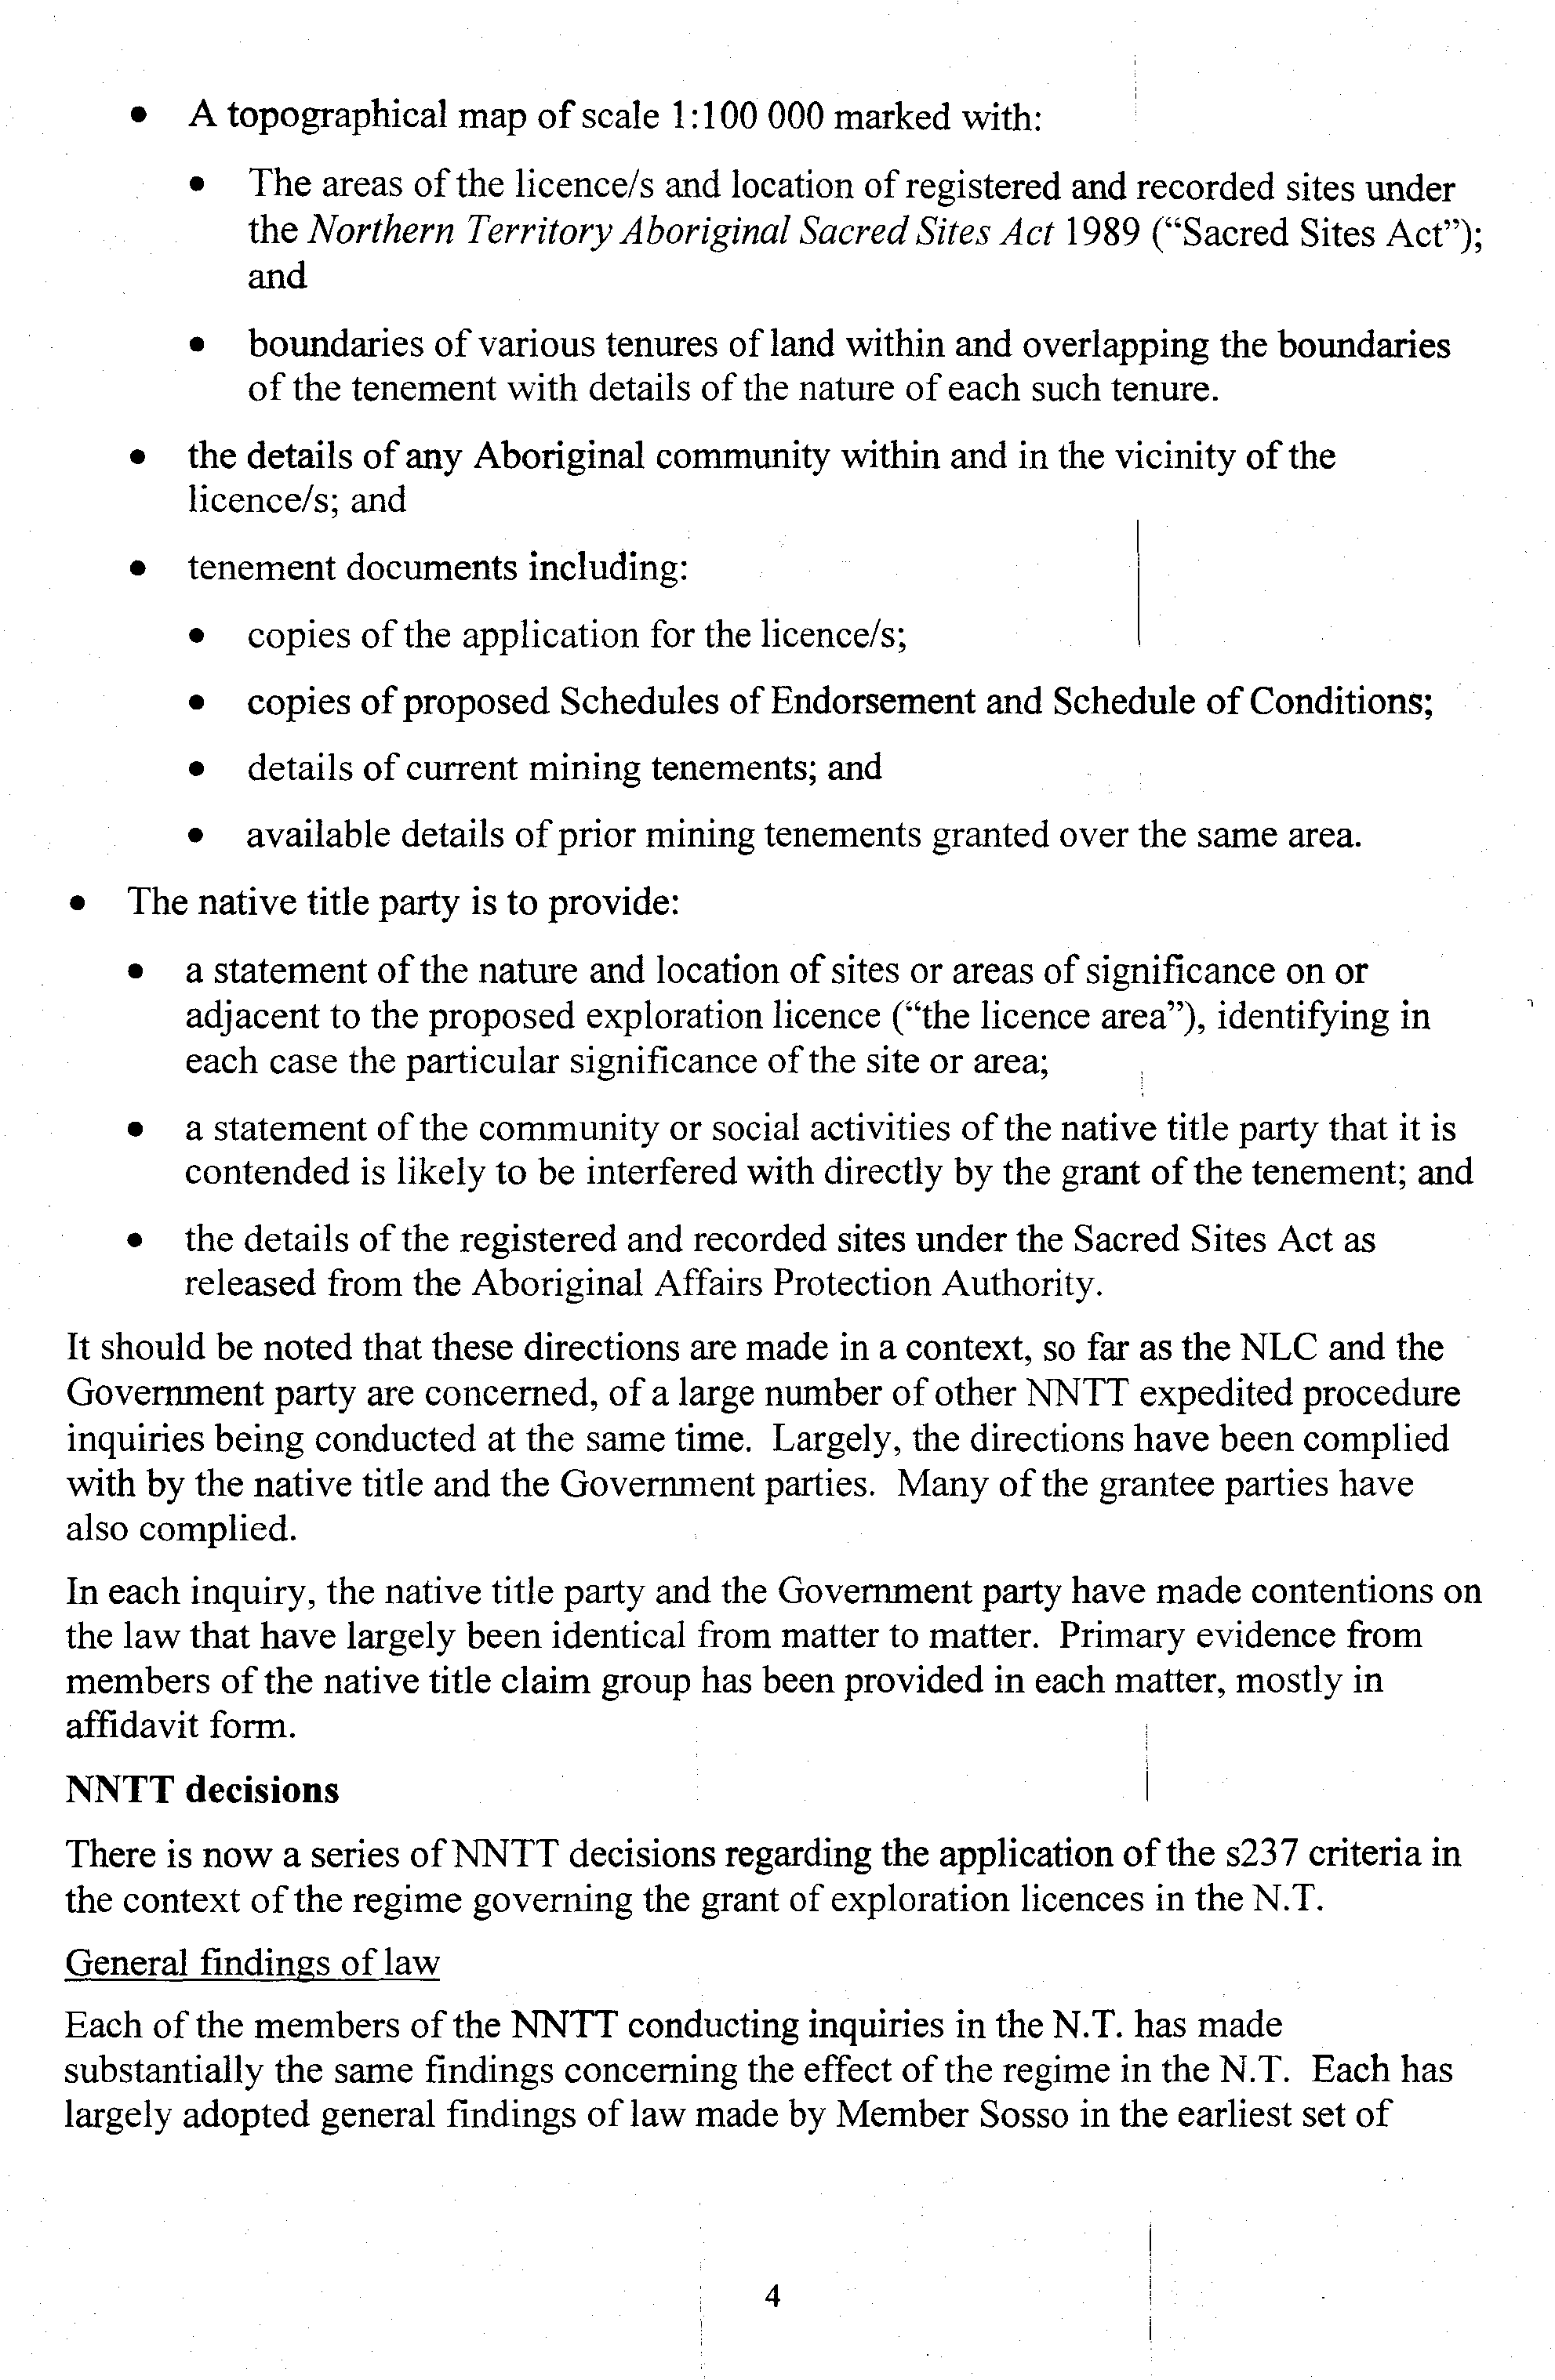 • A topographical map of scale 1:100 000 marked with:
• The areas of the licence/s and location of registered and recorded sites under
the Northern Territory Aboriginal Sacred Sites Act 1989 (“Sacred Sites Act”);
and
• boundaries of various tenures of land within and overlapping the boundaries
of the tenement with details of the nature of each such tenure.
• the details of any Aboriginal community within and in the vicinity of the
licence/s; and
• tenement documents including:
• copies of the application for the licence/s;
• copies of proposed Schedules of Endorsement and Schedule of Conditions;
• details of current mining tenements; and
• available details of prior mining tenements granted over the same area.
• The native title party is to provide:
• a statement of the nature and location of sites or areas of significance on or
adjacent to the proposed exploration licence (“the licence area”), identifying in
each case the particular significance of the site or area;
• a statement of the community or social activities of the native title party that it is
contended is likely to be interfered with directly by the grant of the tenement; and
• the details of the registered and recorded sites under the Sacred Sites Act as
released from the Aboriginal Affairs Protection Authority.
It should be noted that these directions are made in a context, so far as the NLC and the
Government party are concerned, of a large number of other NNTT expedited procedure
inquiries being conducted at the same time. Largely, the directions have been complied
with by the native title and the Government parties. Many of the grantee parties have
also complied.
In each inquiry, the native title party and the Government party have made contentions on
the law that have largely been identical from matter to matter. Primary evidence from
members of the native title claim group has been provided in each matter, mostly in
affidavit form.
NNTT decisions
There is now a series of NNTT decisions regarding the application of the s237 criteria in
the context of the regime governing the grant of exploration licences in the N.T.
General findings of law
Each of the members of the NNTT conducting inquiries in the N.T. has made
substantially the same findings concerning the effect of the regime in the N.T. Each has
largely adopted general findings of law made by Member Sosso in the earliest set of
4